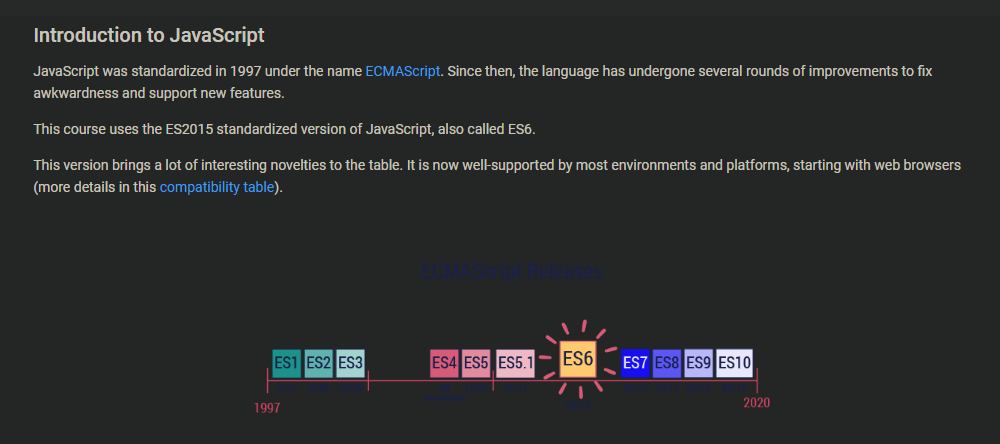 Introduction to JavaScript
JavaScript was standardized in 1997 under the name ECMAScript. Since then, the language has undergone several rounds of improvements to fix
awkwardness and support new features.
This course uses the ES2015 standardized version of JavaScript, also called ES6.
This version brings a lot of interesting novelties to the table. It is now well-supported by most environments and platforms, starting with web browsers
(more details in this compatibility table).
ECMAScript Releases
ES1 ES2 ES3 ES4 ES5 ES5.1 ES6 ES7 ES8 ES9 ES10
1997 2020